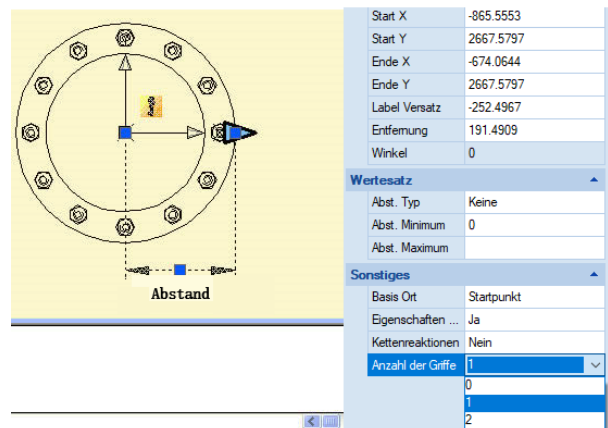 Start X -865.5553
Start Y 2667.5797
Ende X -674.0644
Ende Y 2667.5797
Label Versatz -252.4967
Entfernung 191.4909
Winkel 0
Wertesatz
Abst. Typ Keine
Abst. Minimum 0
Abst. Maximum
Sonstiges
Basis Ort Startpunkt
Eigenschaften ... Ja
Kettenreaktionen Nein
Anzahl der Griffe 1
0
1
2
Abstand